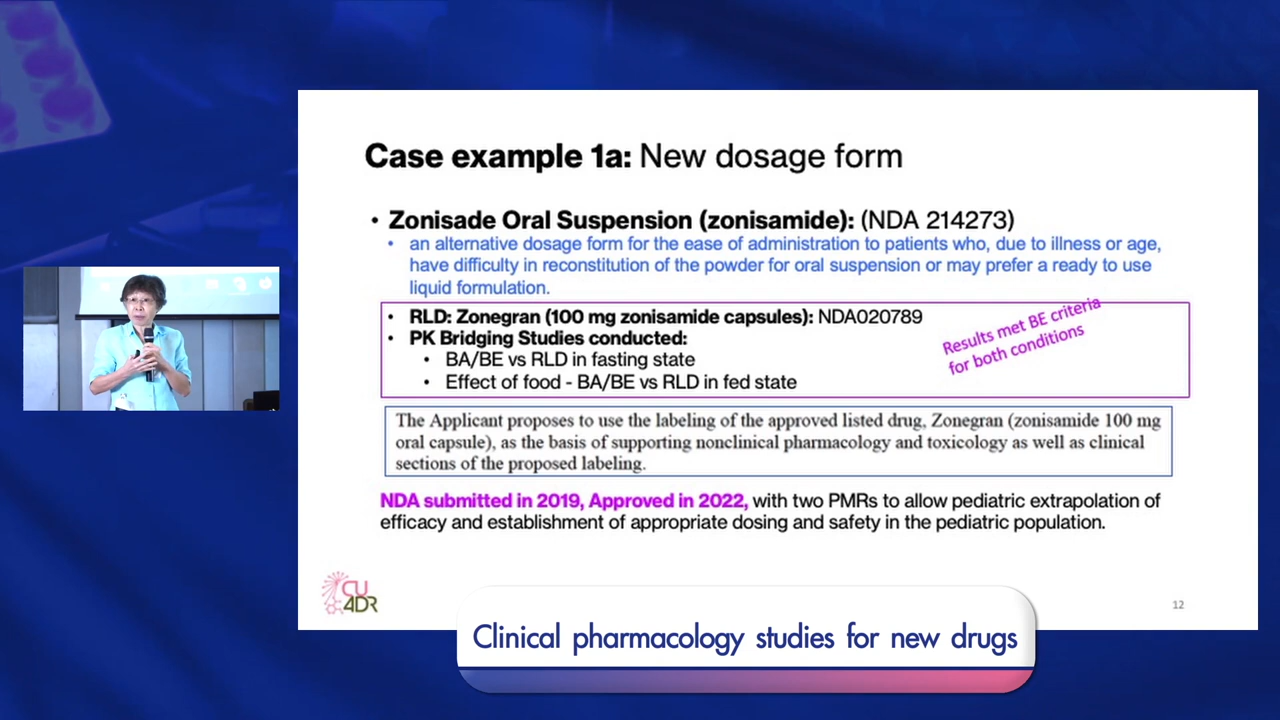 Case example 1a: New dosage form
• Zonisade Oral Suspension (zonisamide): (NDA 214273)
• an alternative dosage form for the ease of administration to patients who, due to illness or age,
have difficulty in reconstitution of the powder for oral suspension or may prefer a ready to use
liquid formulation.
• RLD: Zonegran (100 mg zonisamide capsules): NDA020789
• PK Bridging Studies conducted:
• BA/BE vs RLD in fasting state
• Effect of food - BA/BE vs RLD in fed state
Results met BE criteria
for both conditions
The Applicant proposes to use the labeling of the approved listed drug, Zonegran (zonisamide 100 mg
oral capsule), as the basis of supporting nonclinical pharmacology and toxicology as well as clinical
sections of the proposed labeling.
NDA submitted in 2019, Approved in 2022, with two PMRs to allow pediatric extrapolation of
efficacy and establishment of appropriate dosing and safety in the pediatric population.
CU
4DR
12
Clinical pharmacology studies for new drugs